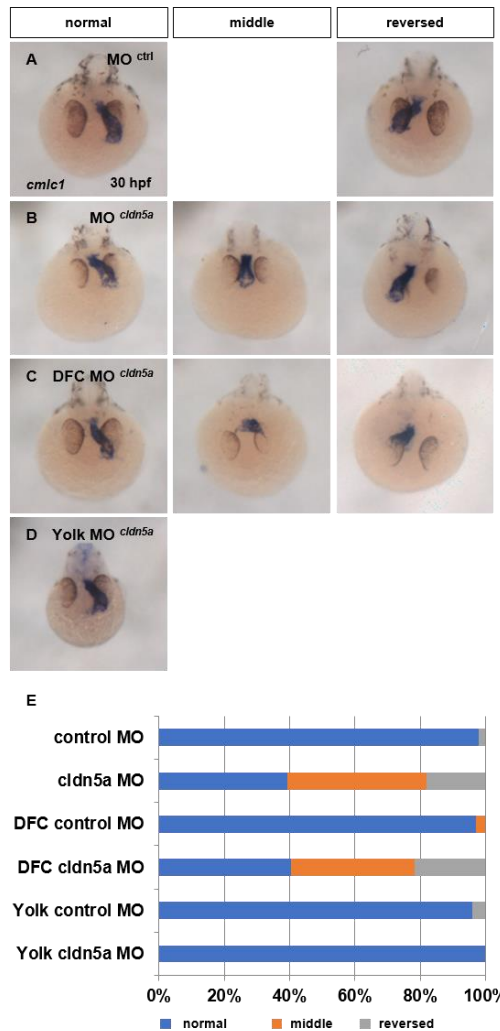 normal middle reversed
A MO ctrl
cmlc1 30 hpf
B MO cldn5a
C DFC MO cldn5a
D Yolk MO cldn5a
E
control MO
cldn5a MO
DFC control MO
DFC cldn5a MO
Yolk control MO
Yolk cldn5a MO
0% 20% 40% 60% 80% 100%
normal middle reversed